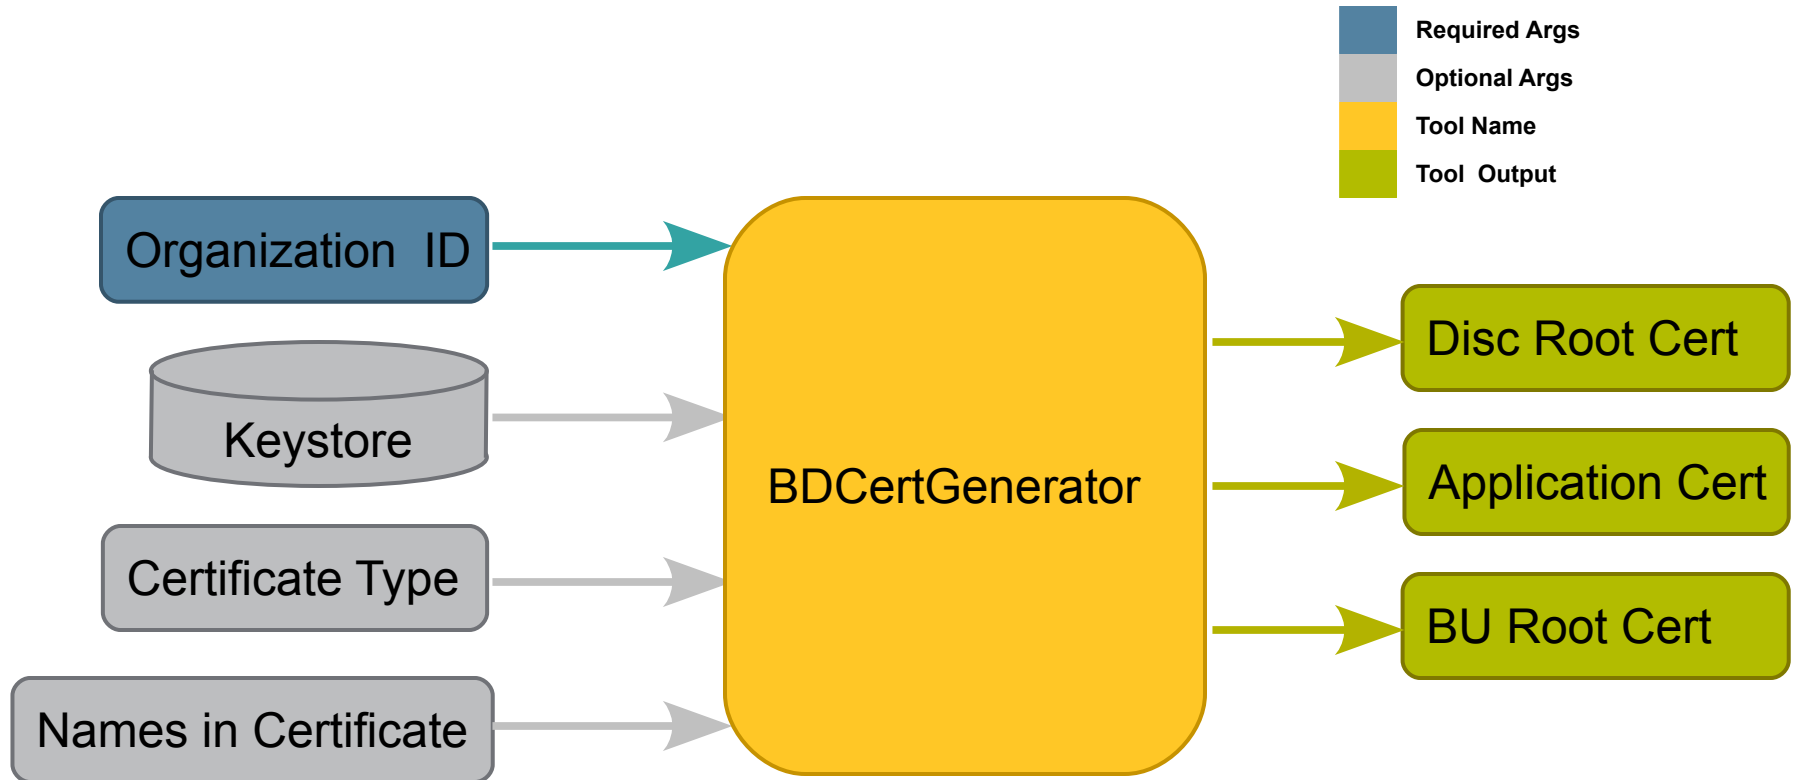 Required Args
Optional Args
Tool Name
Tool  Output
Organization  ID
Keystore
Certificate Type
Names in Certificate
BDCertGenerator
Disc Root Cert
Application Cert
BU Root Cert